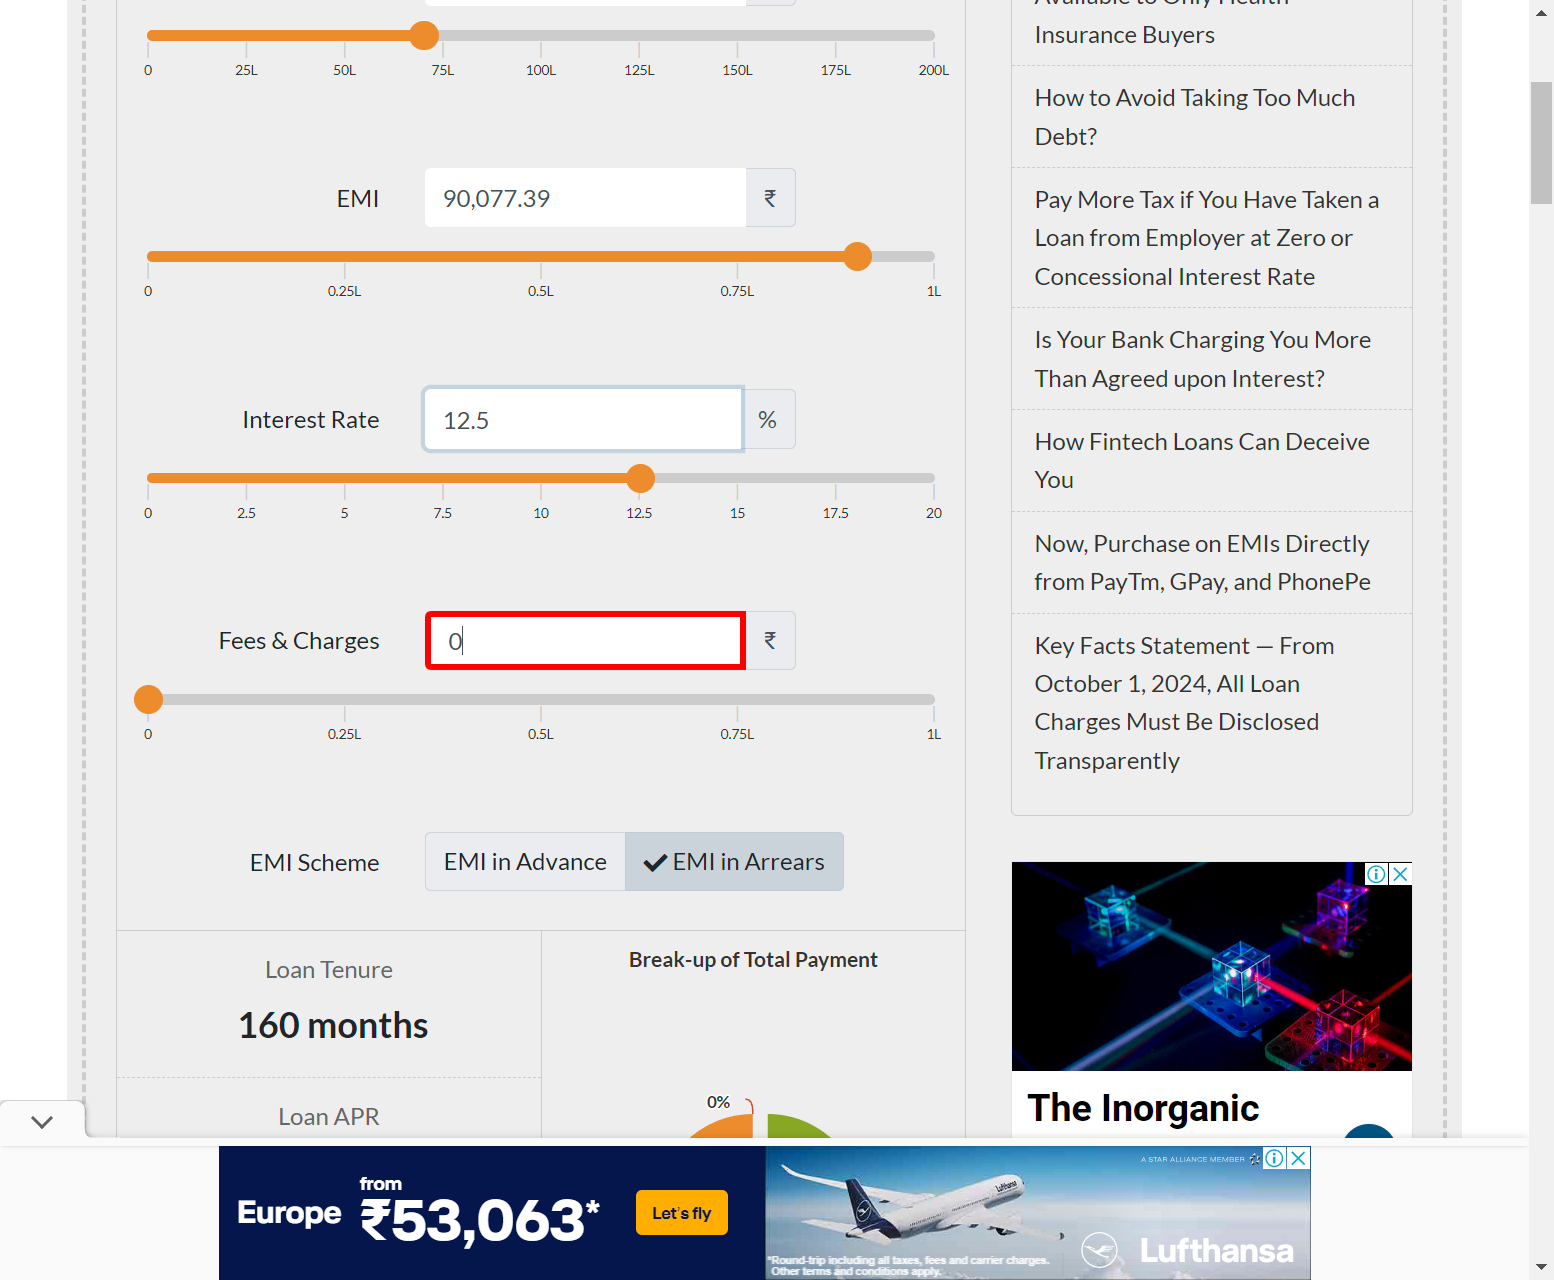 0 25L 50L 75L 100L 125L 150L 175L 200L
EMI 90,077.39 ₹
0 0.25L 0.5L 0.75L 1L
Interest Rate 12.5 %
0 2.5 5 7.5 10 12.5 15 17.5 20
Fees & Charges 0 ₹
0 0.25L 0.5L 0.75L 1L
EMI Scheme EMI in Advance EMI in Arrears
Loan Tenure
160 months
Loan APR
Break-up of Total Payment
0%
Available to Only Health
Insurance Buyers
How to Avoid Taking Too Much
Debt?
Pay More Tax if You Have Taken a
Loan from Employer at Zero or
Concessional Interest Rate
Is Your Bank Charging You More
Than Agreed upon Interest?
How Fintech Loans Can Deceive
You
Now, Purchase on EMIs Directly
from PayTm, GPay, and PhonePe
Key Facts Statement — From
October 1, 2024, All Loan
Charges Must Be Disclosed
Transparently
The Inorganic
Europe from
₹53,063*
Let's fly
A STAR ALLIANCE MEMBER
Lufthansa
*Round-trip including all taxes, fees and carrier charges.
Other terms and conditions apply.
Lufthansa